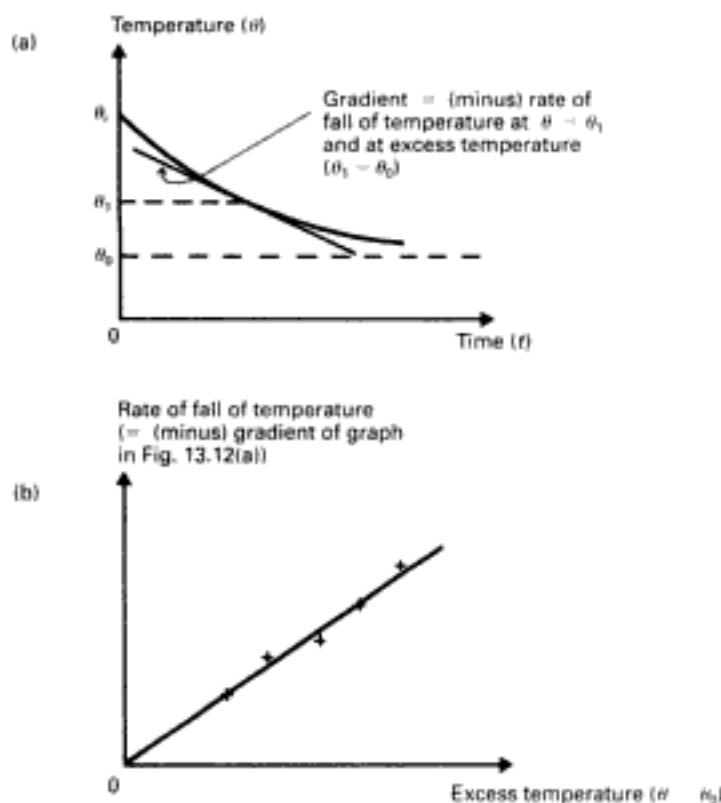 (a)
Temperature (θ)
Gradient = (minus) rate of
fall of temperature at θ = θ₁
and at excess temperature
(θ₁ − θ₀)
θ₁
θ₀
0
Time (t)
Rate of fall of temperature
(= (minus) gradient of graph
in Fig. 13.12(a))
(b)
0
Excess temperature (θ θ₀)